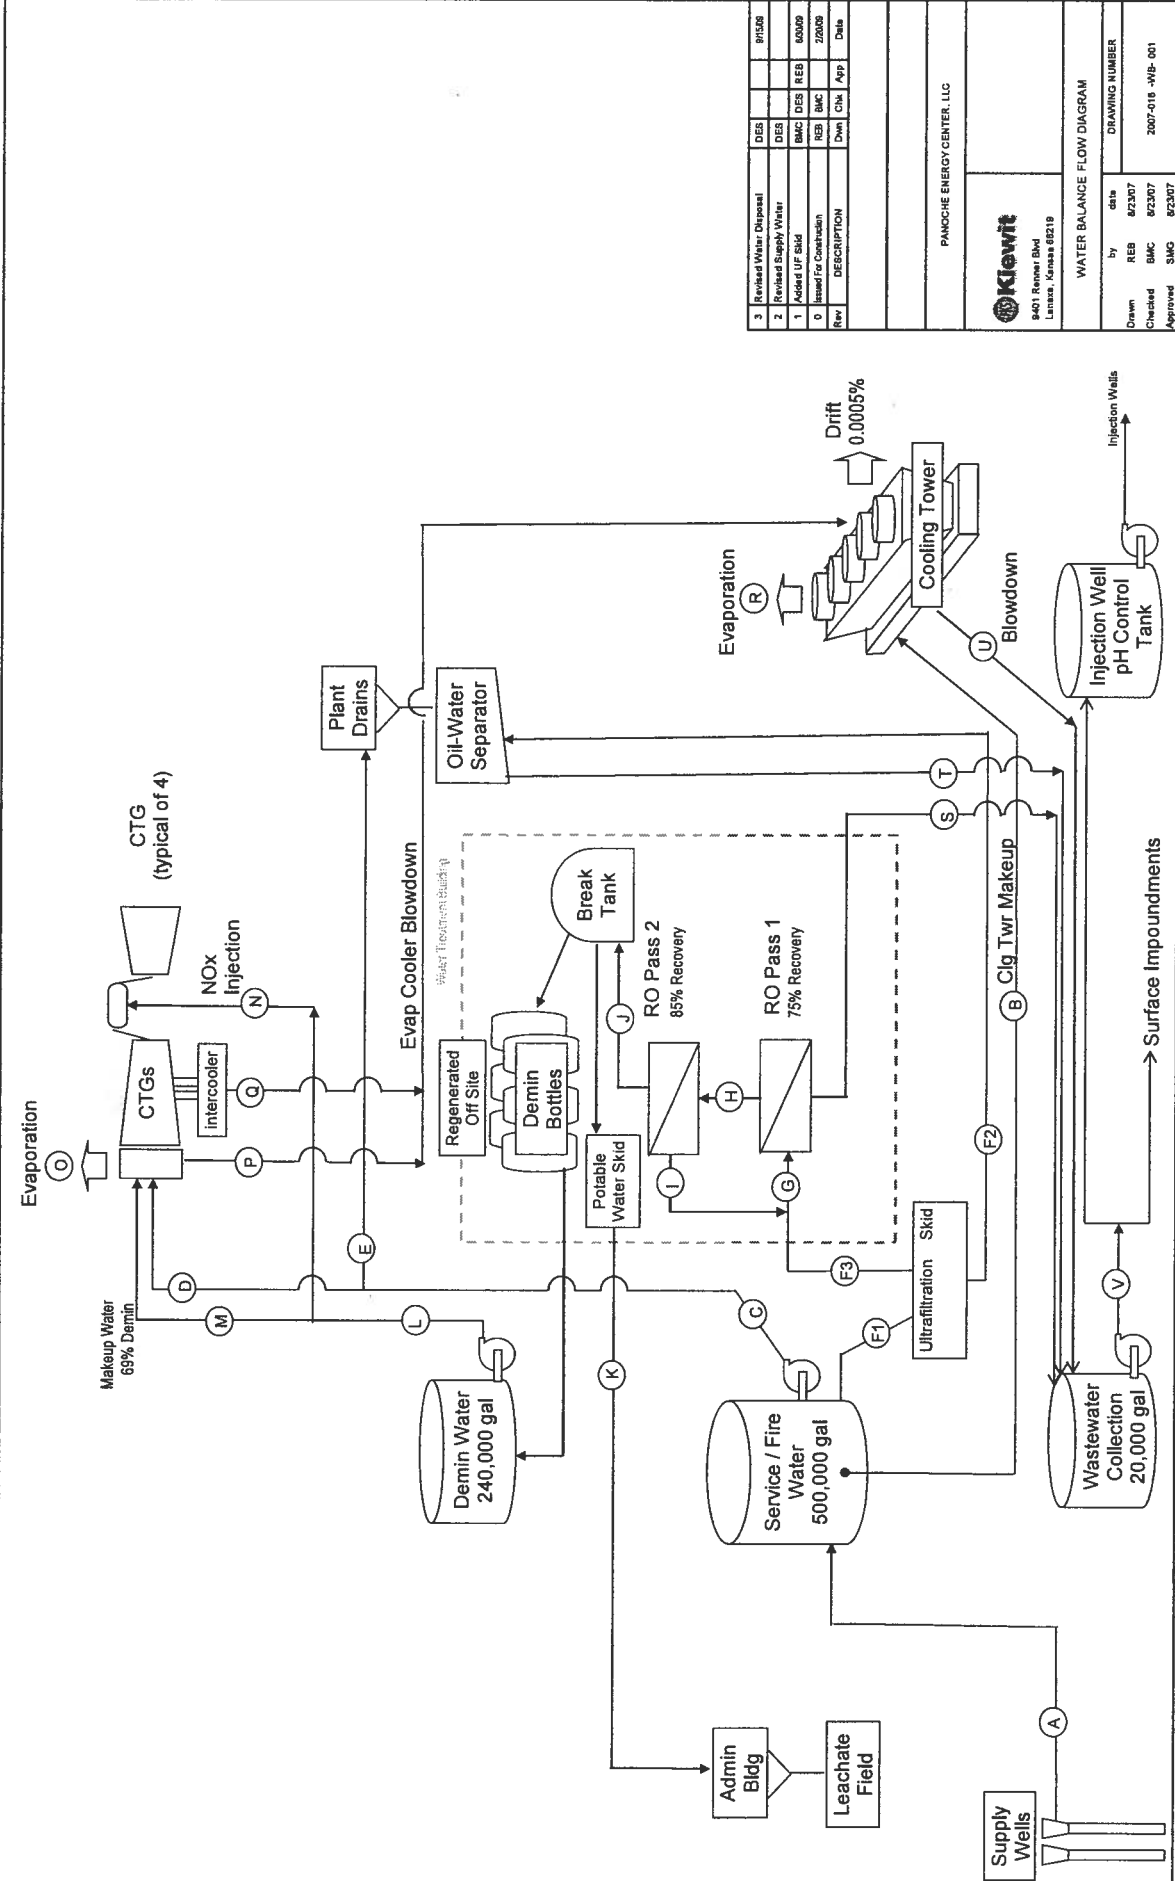 Evaporation
O
Makeup Water
69% Demin
M
D
L
E
P
Q
N
CTGs
intercooler
NOx
Injection
CTG
(typical of 4)
Plant
Drains
Oil-Water
Separator
Evap Cooler Blowdown
Water Treatment Building
Regenerated
Off Site
Demin
Bottles
Break
Tank
Potable
Water Skid
Demin Water
240,000 gal
K
I
J
H
G
RO Pass 2
85% Recovery
RO Pass 1
75% Recovery
F3
F1
F2
C
Ultrafiltration Skid
Service / Fire
Water
500,000 gal
Admin
Bldg
Leachate
Field
Supply
Wells
A
B
Clg Twr Makeup
S
T
Evaporation
R
Drift
0.0005%
Cooling Tower
U
Blowdown
Wastewater
Collection
20,000 gal
V
Surface Impoundments
Injection Well
pH Control
Tank
Injection Wells
3 Revised Water Disposal DES 9/15/09
2 Revised Supply Water DES
1 Added UF Skid BMC DES REB 6/30/09
0 Issued For Construction REB BMC 2/20/09
Rev DESCRIPTION Dwn Chk App Date
PANOCHE ENERGY CENTER, LLC
Kiewit
9401 Renner Blvd
Lenexa, Kansas 66219
WATER BALANCE FLOW DIAGRAM
by date DRAWING NUMBER
Drawn REB 8/23/07
Checked BMC 8/23/07 2007-016 -WB- 001
Approved SMG 8/23/07